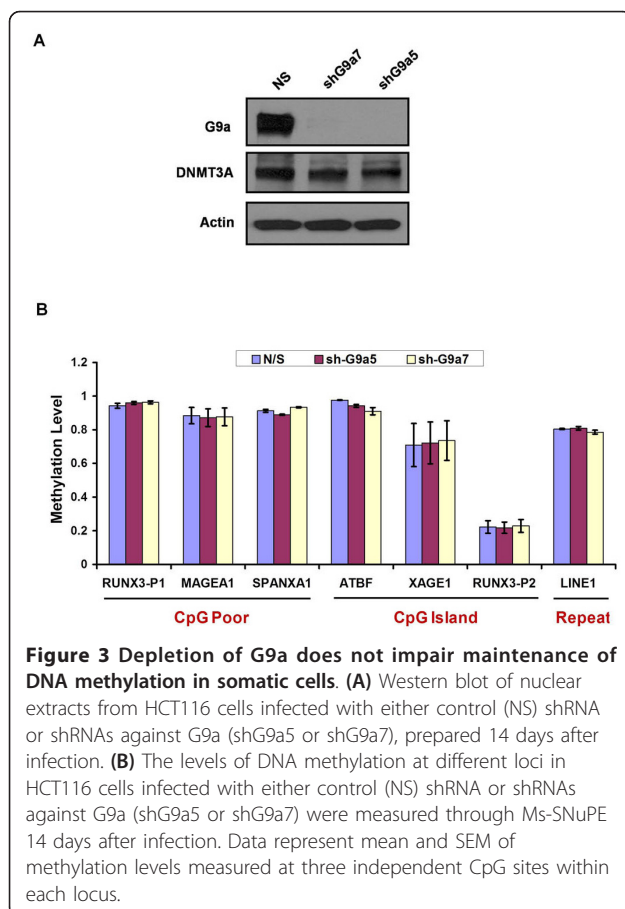 A
NS
shG9a7
shG9a5
G9a
DNMT3A
Actin
B
N/S
sh-G9a5
sh-G9a7
1.2
1
0.8
0.6
0.4
0.2
0
Methylation Level
RUNX3-P1 MAGEA1 SPANXA1 ATBF XAGE1 RUNX3-P2 LINE1
CpG Poor CpG Island Repeat
Figure 3 Depletion of G9a does not impair maintenance of
DNA methylation in somatic cells. (A) Western blot of nuclear
extracts from HCT116 cells infected with either control (NS) shRNA
or shRNAs against G9a (shG9a5 or shG9a7), prepared 14 days after
infection. (B) The levels of DNA methylation at different loci in
HCT116 cells infected with either control (NS) shRNA or shRNAs
against G9a (shG9a5 or shG9a7) were measured through Ms-SNuPE
14 days after infection. Data represent mean and SEM of
methylation levels measured at three independent CpG sites within
each locus.